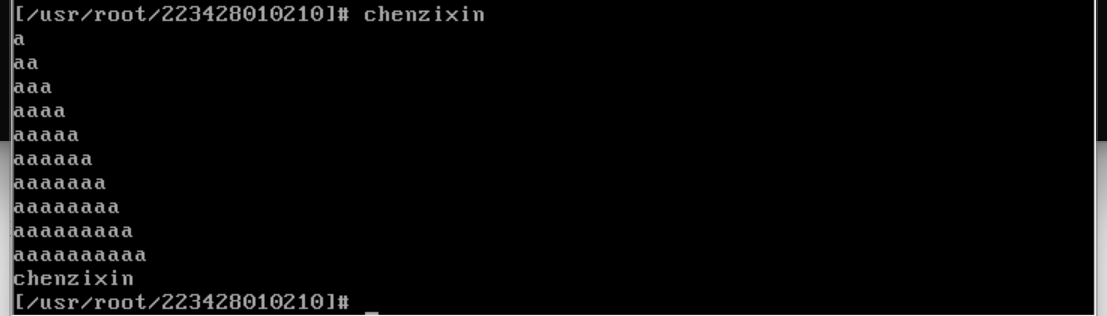 [/usr/root/223428010210]# chenzixin
a
aa
aaa
aaaa
aaaaa
aaaaaa
aaaaaaa
aaaaaaaa
aaaaaaaaa
aaaaaaaaaa
chenzixin
[/usr/root/223428010210]#